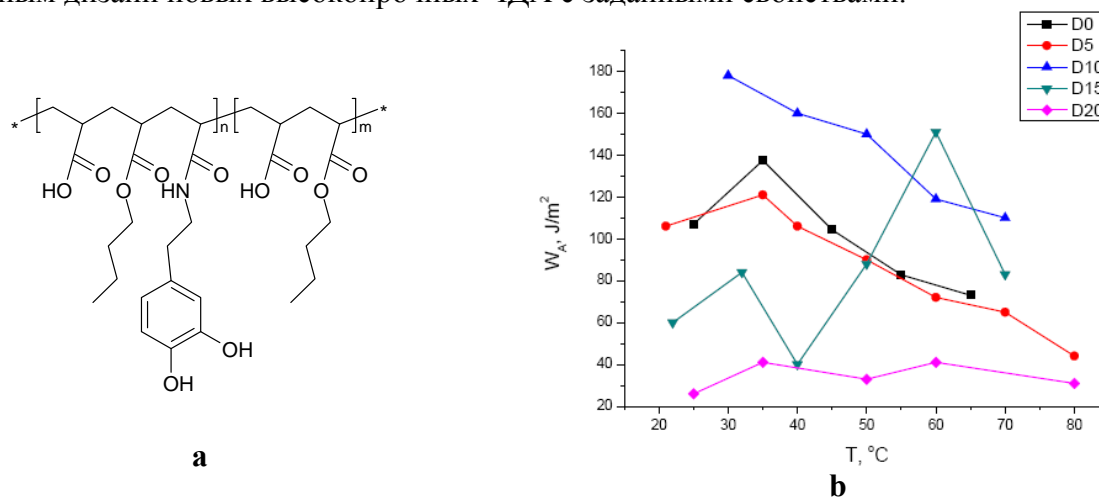 ным дизайн новых высокопрочных ЧДА с заданными свойствами.
* n m *
O O O O O
HO O HN HO O
OH
OH
a
D0
D5
D10
D15
D20
180
160
140
120
100
80
60
40
20
W_A, J/m²
20 30 40 50 60 70 80
T, °C
b